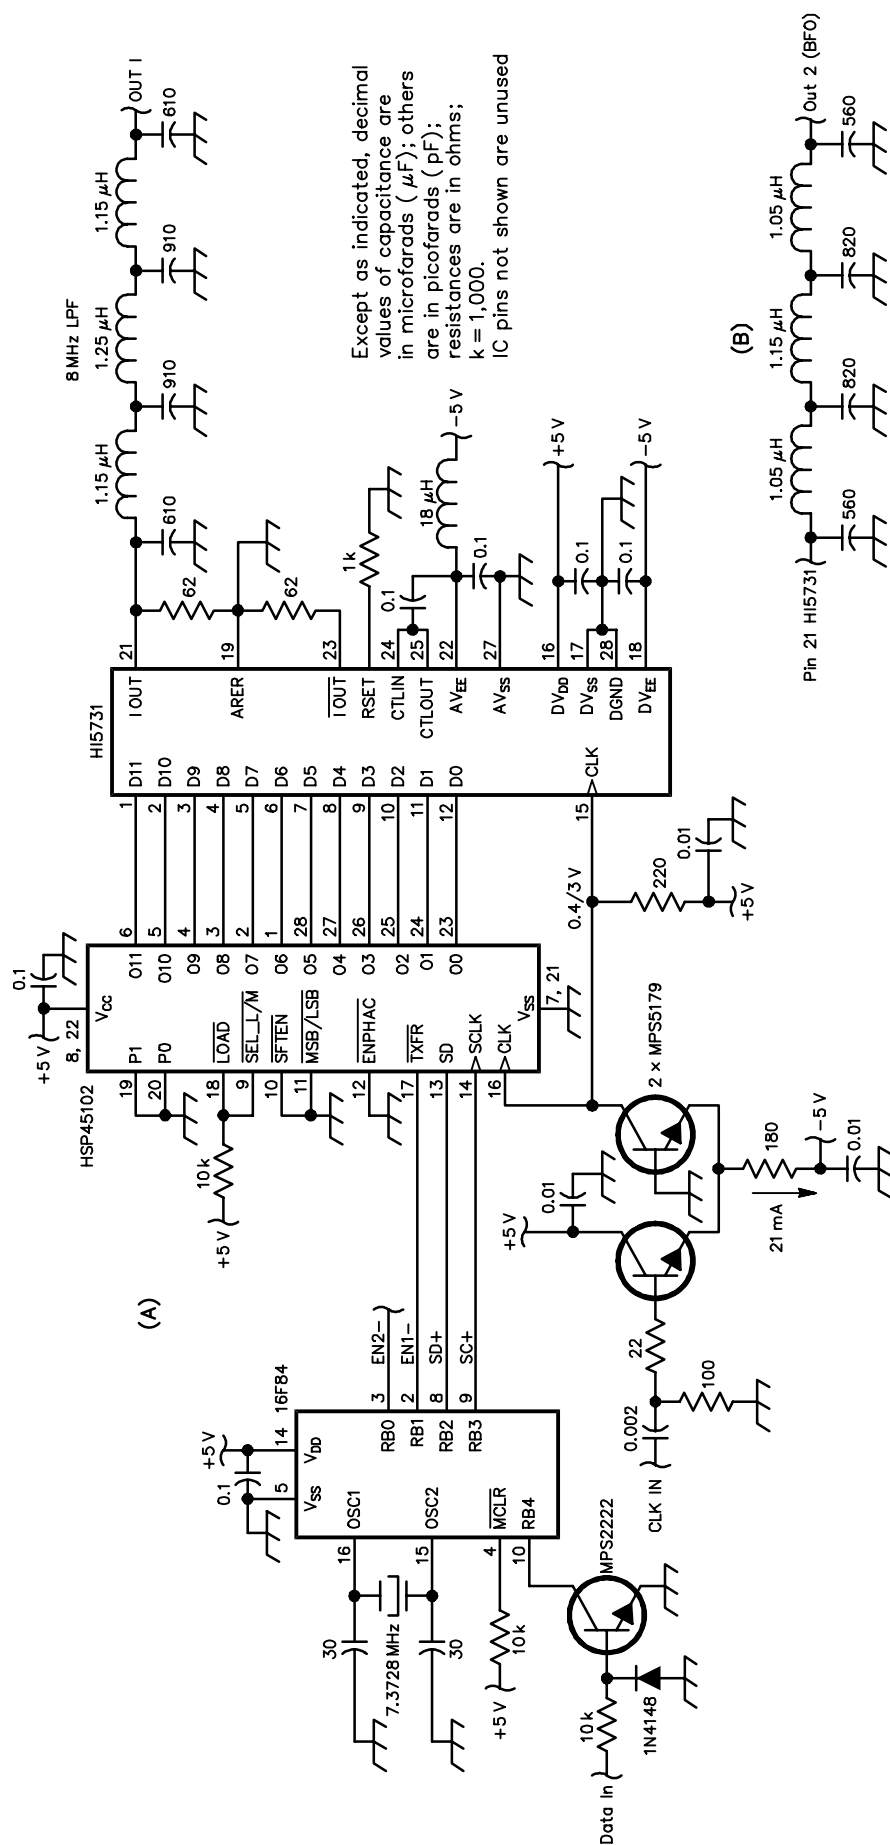 (A)
Data In
10k
1N4148
MPS2222
7.3728 MHz
30
30
+5 V
10k
16F84
+5 V
0.1
5
14
VSS
VDD
16
OSC1
15
OSC2
4
MCLR
10
RB4
RB0
3
EN2−
RB1
2
EN1−
RB2
8
SD+
RB3
9
SC+
CLK IN
0.002
100
22
+5 V
0.01
2 × MPS5179
180
21 mA
−5 V
0.01
HSP45102
+5 V
0.1
8, 22
VCC
19
P1
20
P0
+5 V
10k
18
LOAD
9
SEL_L/M
10
SFTEN
11
MSB/LSB
12
ENPHAC
17
TXFR
13
SD
14
SCLK
16
CLK
VSS
7, 21
O11
6
O10
5
O9
4
O8
3
O7
2
O6
1
O5
28
O4
27
O3
26
O2
25
O1
24
O0
23
0.4/3 V
220
0.01
+5 V
HI5731
1
D11
2
D10
3
D9
4
D8
5
D7
6
D6
7
D5
8
D4
9
D3
10
D2
11
D1
12
D0
15
CLK
I OUT
21
ARER
19
I OUT
23
RSET
CTLIN
24
CTLOUT
25
AVEE
22
AVSS
27
DVDD
16
DVSS
17
DGND
28
DVEE
18
62
62
1k
0.1
18 µH
−5 V
0.1
+5 V
0.1
0.1
−5 V
8 MHz LPF
1.15 µH
1.25 µH
1.15 µH
610
910
910
610
OUT I
Except as indicated, decimal
values of capacitance are
in microfarads ( µF); others
are in picofarads ( pF);
resistances are in ohms;
k = 1,000.
IC pins not shown are unused
(B)
Pin 21 HI5731
1.05 µH
1.15 µH
1.05 µH
560
820
820
560
Out 2 (BFO)